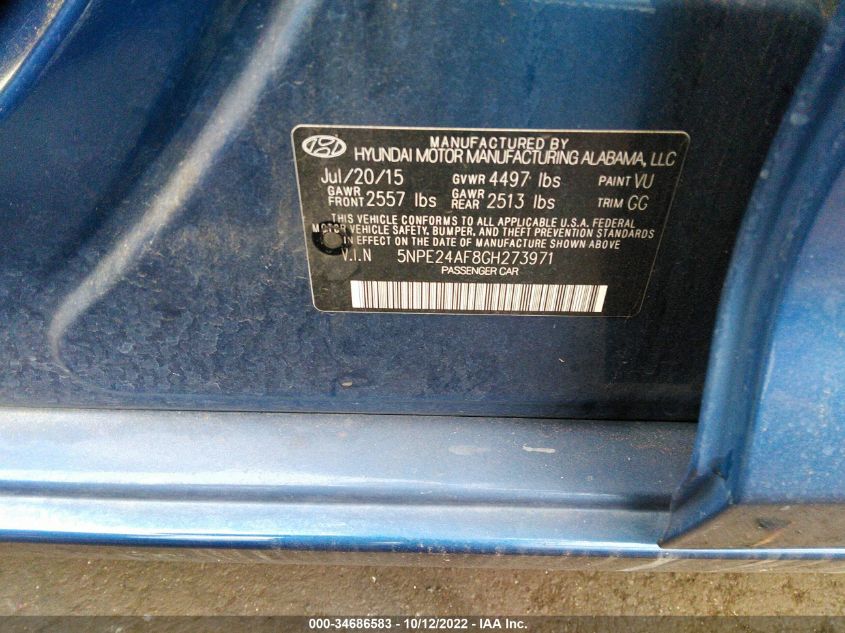 MANUFACTURED BY
HYUNDAI MOTOR MANUFACTURING ALABAMA, LLC
Jul/20/15 GVWR 4497 lbs PAINT VU
GAWR FRONT 2557 lbs GAWR REAR 2513 lbs TRIM GG
THIS VEHICLE CONFORMS TO ALL APPLICABLE U.S.A. FEDERAL
MOTOR VEHICLE SAFETY, BUMPER, AND THEFT PREVENTION STANDARDS
IN EFFECT ON THE DATE OF MANUFACTURE SHOWN ABOVE
V.I.N 5NPE24AF8GH273971
PASSENGER CAR
000-34686583 - 10/12/2022 - IAA Inc.